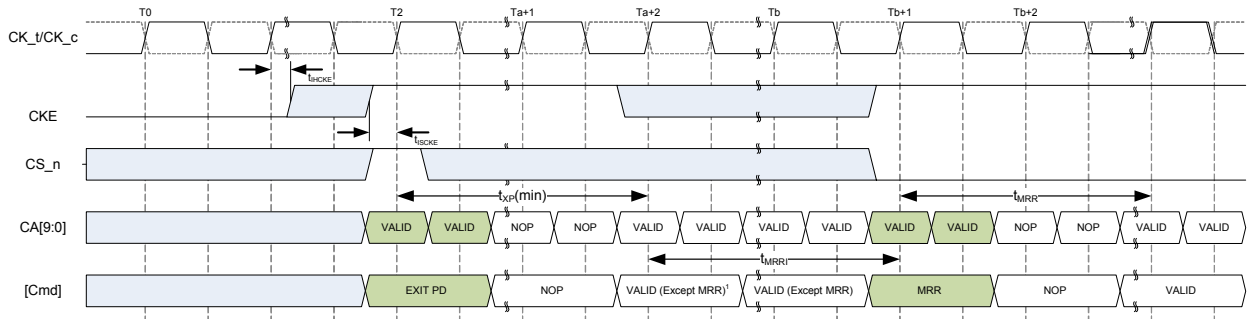 T0 T2 Ta+1 Ta+2 Tb Tb+1 Tb+2
CK_t/CK_c
tIHCKE
CKE
tISCKE
CS_n
tXP(min) tMRR
CA[9:0] VALID VALID NOP NOP VALID VALID VALID VALID VALID VALID NOP NOP VALID VALID
tMRRI
[Cmd] EXIT PD NOP VALID (Except MRR)1 VALID (Except MRR) MRR NOP VALID